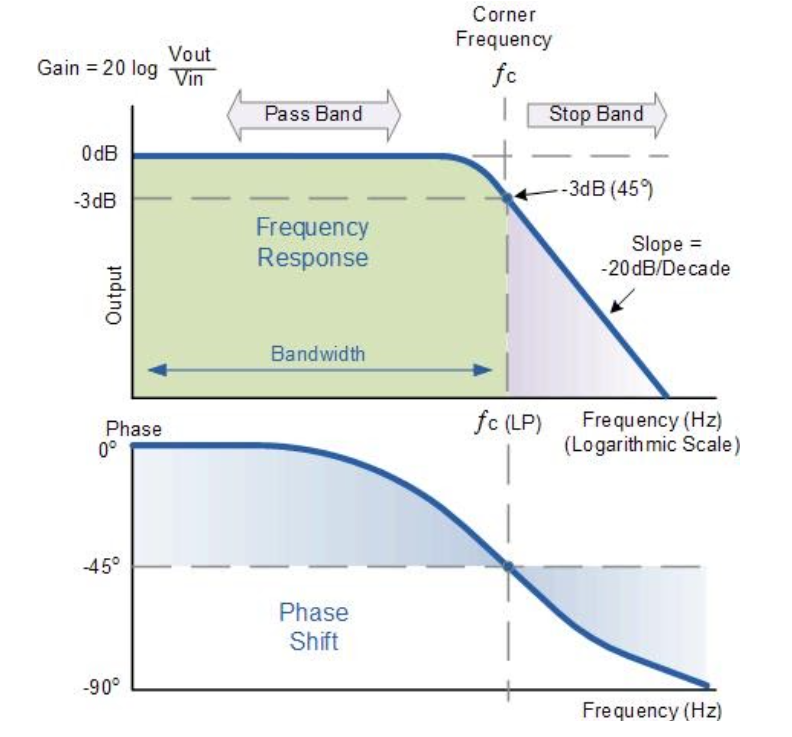 Corner
Frequency
fc
Gain = 20 log Vout
Vin
Pass Band
Stop Band
0dB
-3dB
-3dB (45°)
Frequency
Response
Slope =
-20dB/Decade
Output
Bandwidth
fc (LP)
Frequency (Hz)
(Logarithmic Scale)
Phase
0°
-45°
Phase
Shift
-90°
Frequency (Hz)